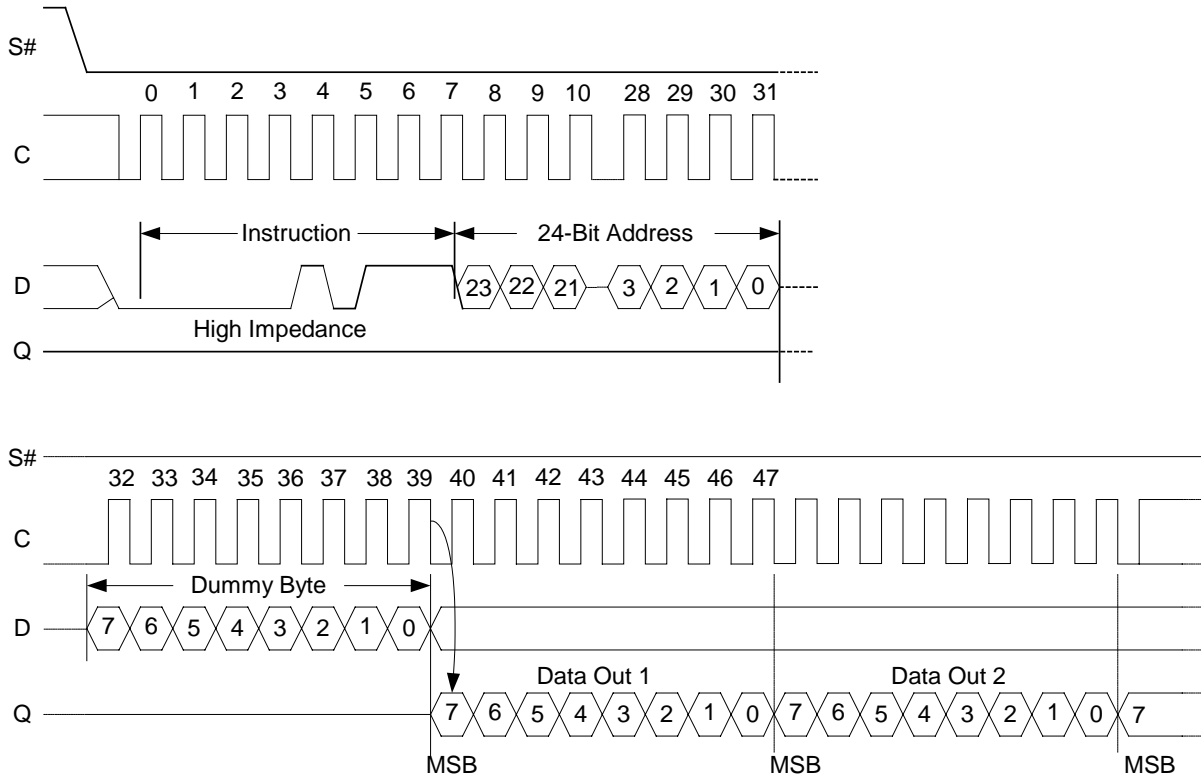 S#
0 1 2 3 4 5 6 7 8 9 10 28 29 30 31
C
Instruction 24-Bit Address
D 23 22 21 3 2 1 0
High Impedance
Q
S#
32 33 34 35 36 37 38 39 40 41 42 43 44 45 46 47
C
Dummy Byte
D 7 6 5 4 3 2 1 0
Data Out 1 Data Out 2
Q 7 6 5 4 3 2 1 0 7 6 5 4 3 2 1 0 7
MSB MSB MSB